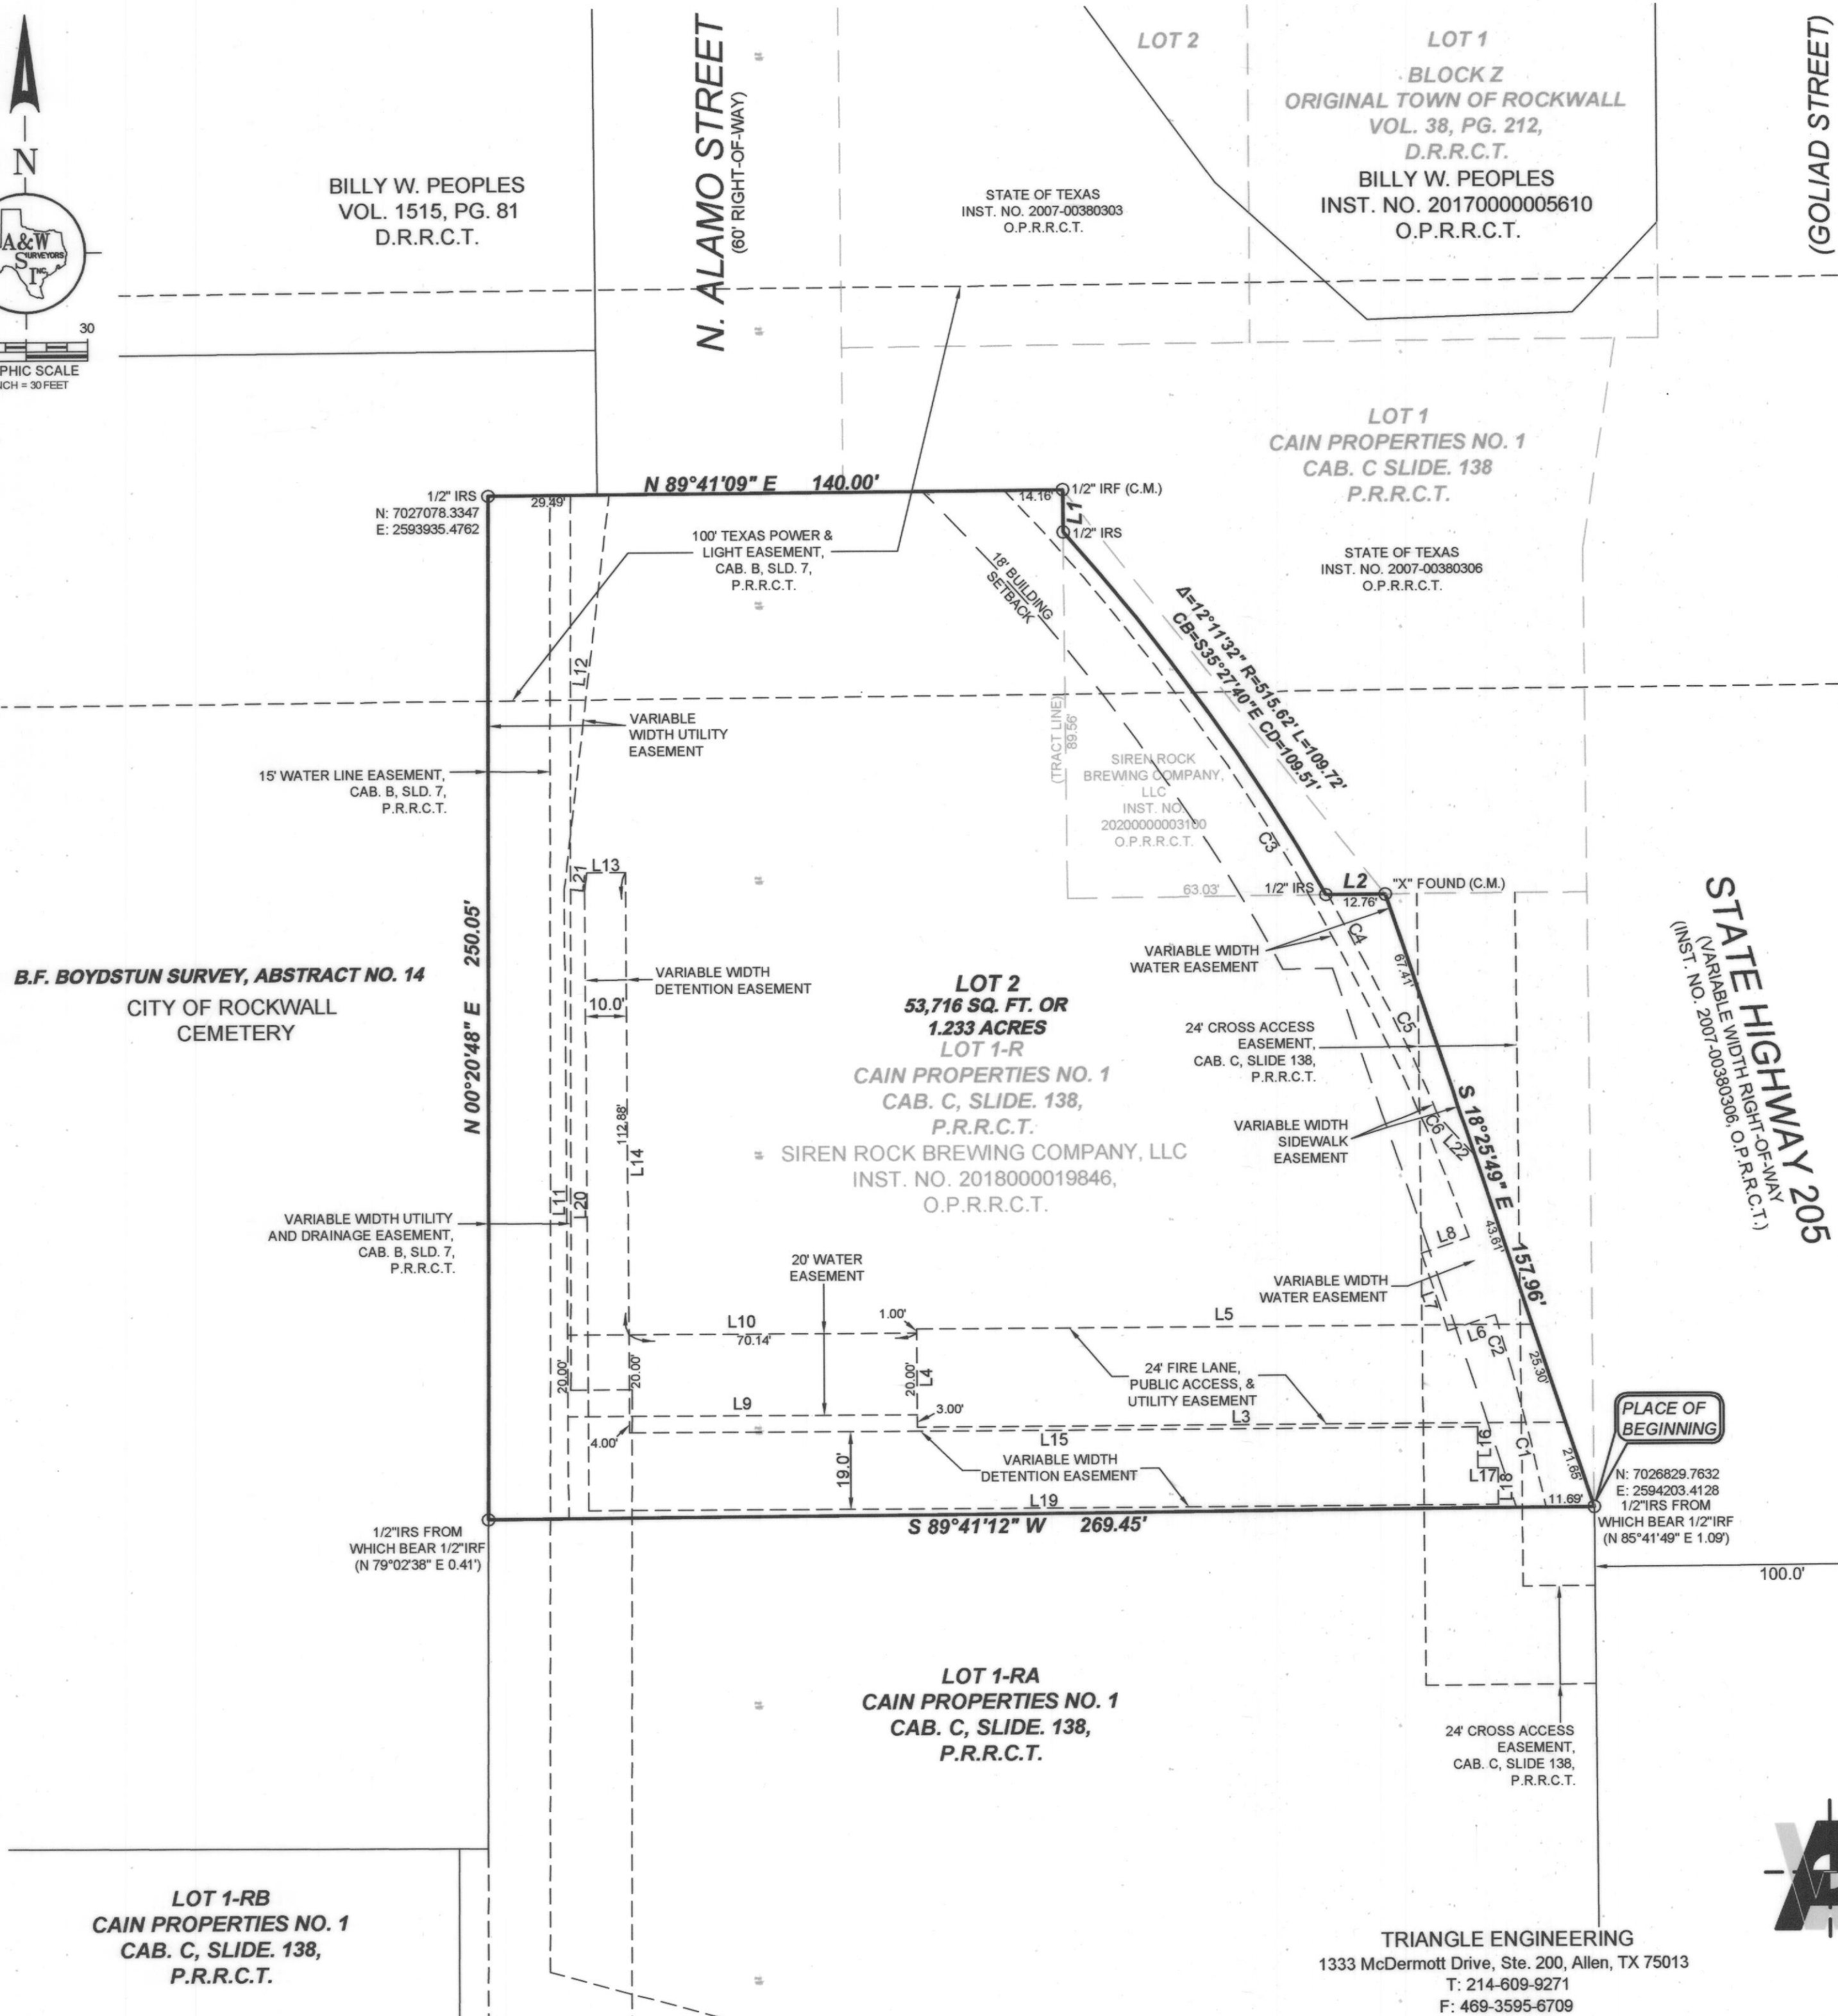 N
A&W
SURVEYORS
S
INC.
30
PHIC SCALE
NCH = 30 FEET
BILLY W. PEOPLES
VOL. 1515, PG. 81
D.R.R.C.T.
N. ALAMO STREET
(60' RIGHT-OF-WAY)
STATE OF TEXAS
INST. NO. 2007-00380303
O.P.R.R.C.T.
LOT 2
LOT 1
BLOCK Z
ORIGINAL TOWN OF ROCKWALL
VOL. 38, PG. 212,
D.R.R.C.T.
BILLY W. PEOPLES
INST. NO. 20170000005610
O.P.R.R.C.T.
(GOLIAD STREET)
LOT 1
CAIN PROPERTIES NO. 1
CAB. C SLIDE. 138
P.R.R.C.T.
STATE OF TEXAS
INST. NO. 2007-00380306
O.P.R.R.C.T.
1/2" IRS
N: 7027078.3347
E: 2593935.4762
29.49'
N 89°41'09" E 140.00'
14.16'
1/2" IRF (C.M.)
L1
1/2" IRS
100' TEXAS POWER &
LIGHT EASEMENT,
CAB. B, SLD. 7,
P.R.R.C.T.
18' BUILDING
SETBACK
Δ=12°11'32" R=515.62' L=109.72'
CB=S35°27'40"E CD=109.51'
L12
VARIABLE
WIDTH UTILITY
EASEMENT
15' WATER LINE EASEMENT,
CAB. B, SLD. 7,
P.R.R.C.T.
(TRACT LINE)
89.56'
SIREN ROCK
BREWING COMPANY,
LLC
INST. NO.
20200000003100
O.P.R.R.C.T.
C3
L21
L13
63.03'
1/2" IRS
L2
12.76'
"X" FOUND (C.M.)
N 00°20'48" E 250.05'
B.F. BOYDSTUN SURVEY, ABSTRACT NO. 14
CITY OF ROCKWALL
CEMETERY
VARIABLE WIDTH
DETENTION EASEMENT
10.0'
LOT 2
53,716 SQ. FT. OR
1.233 ACRES
LOT 1-R
CAIN PROPERTIES NO. 1
CAB. C, SLIDE. 138,
P.R.R.C.T.
SIREN ROCK BREWING COMPANY, LLC
INST. NO. 2018000019846,
O.P.R.R.C.T.
VARIABLE WIDTH
WATER EASEMENT
C4
67.41'
C5
24' CROSS ACCESS
EASEMENT,
CAB. C, SLIDE 138,
P.R.R.C.T.
VARIABLE WIDTH
SIDEWALK
EASEMENT
C6
L22
S 18°25'49" E 157.96'
STATE HIGHWAY 205
(VARIABLE WIDTH RIGHT-OF-WAY
(INST. NO. 2007-00380306, O.P.R.R.C.T.)
112.88'
L14
L11
L20
VARIABLE WIDTH UTILITY
AND DRAINAGE EASEMENT,
CAB. B, SLD. 7,
P.R.R.C.T.
20' WATER
EASEMENT
L8
43.61'
VARIABLE WIDTH
WATER EASEMENT
L7
L10
70.14'
1.00'
L5
L6
C2
20.00'
20.00'
20.00'
L4
24' FIRE LANE,
PUBLIC ACCESS, &
UTILITY EASEMENT
25.30'
L9
3.00'
L3
4.00'
19.0'
L15
VARIABLE WIDTH
DETENTION EASEMENT
L16
C1
L17
L18
21.65'
PLACE OF
BEGINNING
L19
11.69'
S 89°41'12" W 269.45'
N: 7026829.7632
E: 2594203.4128
1/2"IRS FROM
WHICH BEAR 1/2"IRF
(N 85°41'49" E 1.09')
1/2"IRS FROM
WHICH BEAR 1/2"IRF
(N 79°02'38" E 0.41')
100.0'
LOT 1-RA
CAIN PROPERTIES NO. 1
CAB. C, SLIDE. 138,
P.R.R.C.T.
24' CROSS ACCESS
EASEMENT,
CAB. C, SLIDE 138,
P.R.R.C.T.
LOT 1-RB
CAIN PROPERTIES NO. 1
CAB. C, SLIDE. 138,
P.R.R.C.T.
TRIANGLE ENGINEERING
1333 McDermott Drive, Ste. 200, Allen, TX 75013
T: 214-609-9271
F: 469-3595-6709